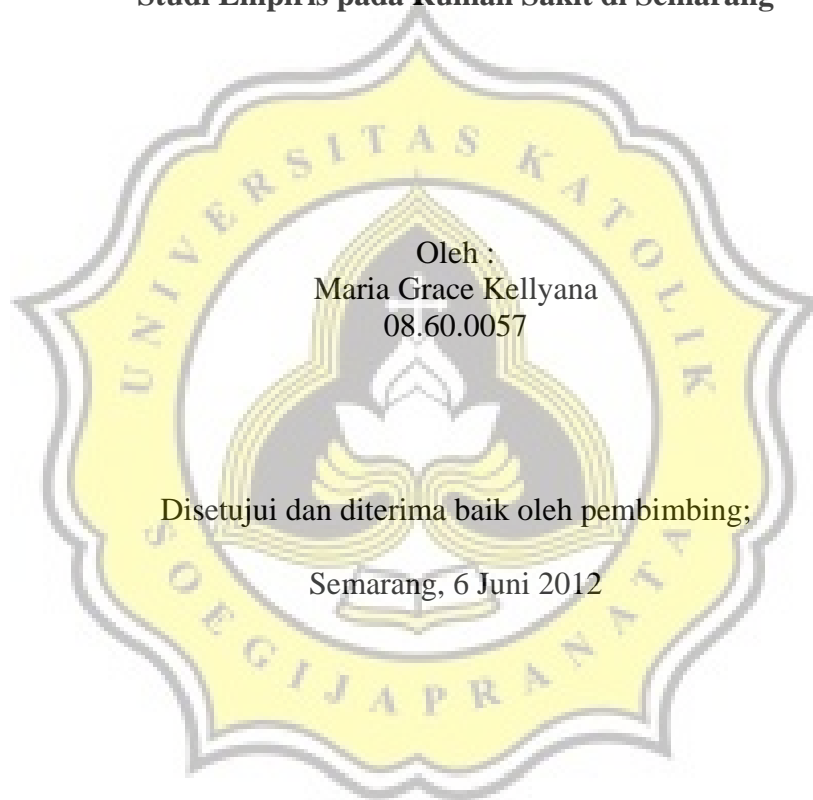 Studi Empiris pada Rumah Sakit di Semarang
UNIVERSITAS KATOLIK
Oleh :
Maria Grace Kellyana
08.60.0057
Disetujui dan diterima baik oleh pembimbing;
Semarang, 6 Juni 2012
SOEGIJAPRANATA